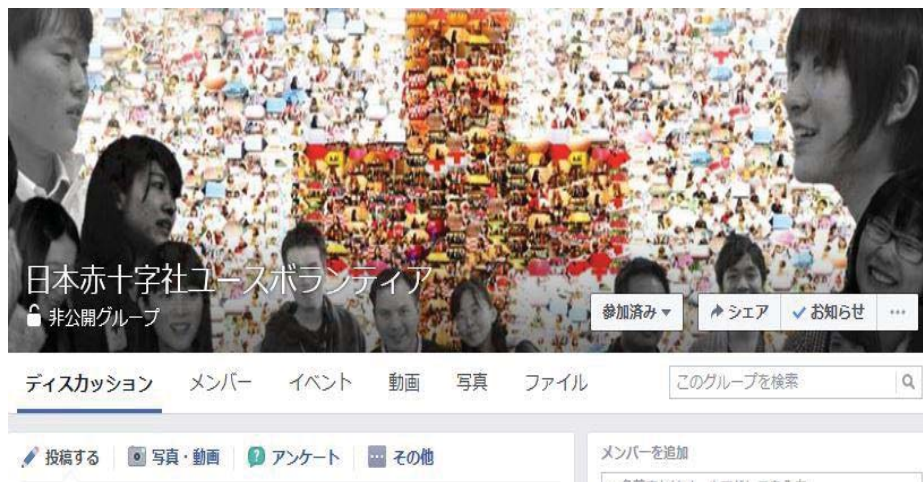 日本赤十字社ユースボランティア
非公開グループ
参加済み
シェア
お知らせ
ディスカッション
メンバー
イベント
動画
写真
ファイル
このグループを検索
投稿する
写真・動画
アンケート
その他
メンバーを追加